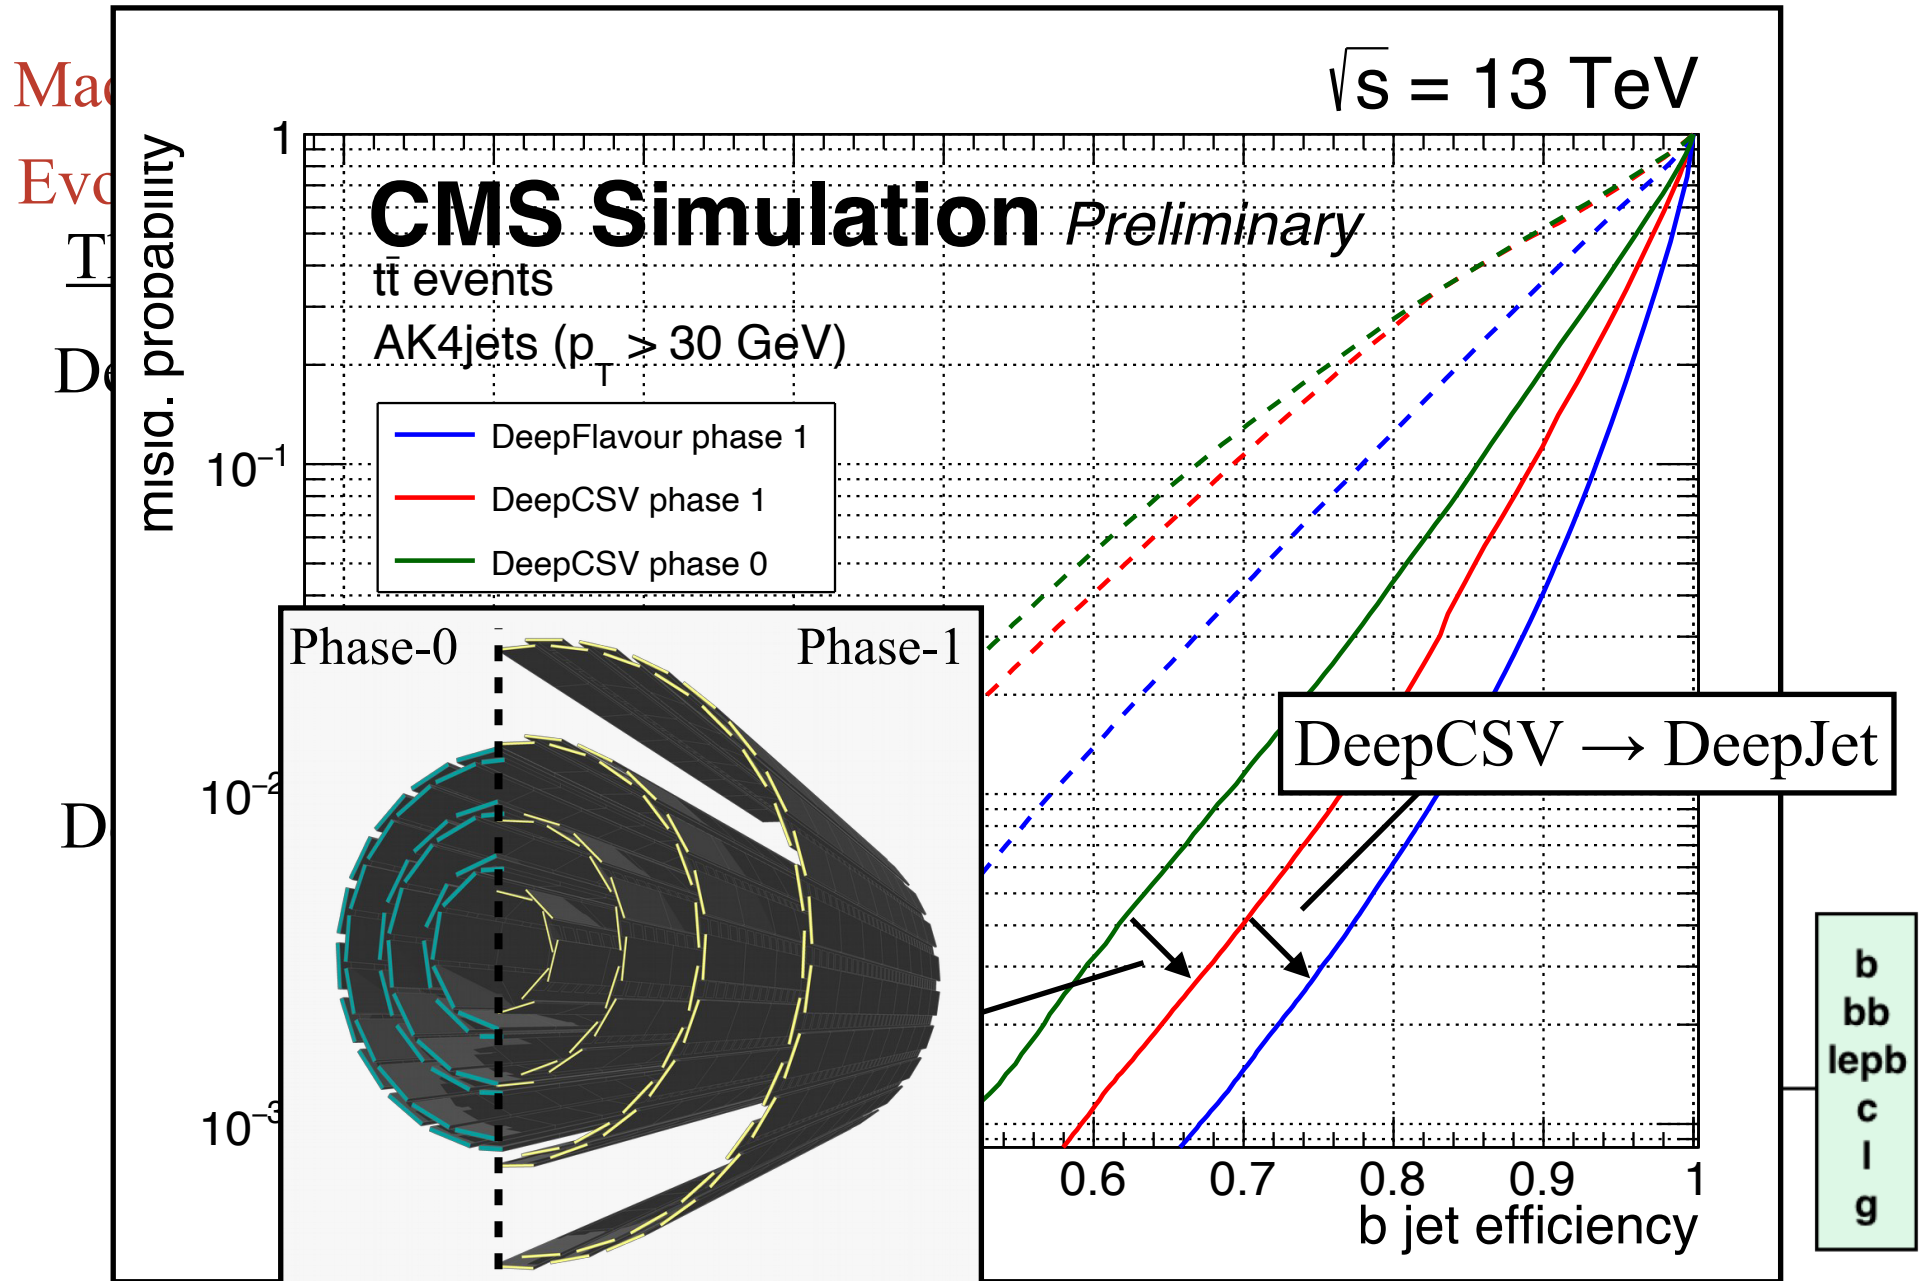 √s = 13 TeV
misid. probability
1
10⁻¹
10⁻²
10⁻³
CMS Simulation Preliminary
tt̄ events
AK4jets (p_T > 30 GeV)
DeepFlavour phase 1
DeepCSV phase 1
DeepCSV phase 0
Phase-0
Phase-1
DeepCSV → DeepJet
0.6 0.7 0.8 0.9 1
b jet efficiency
b
bb
lepb
c
l
g